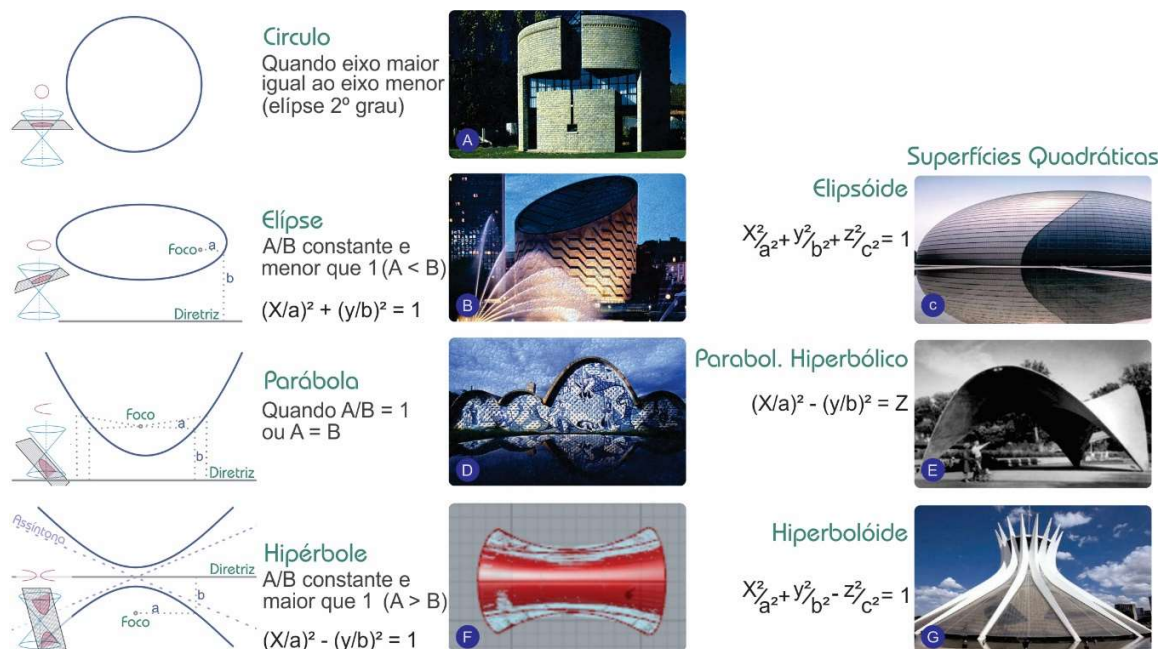 Circulo
Quando eixo maior
igual ao eixo menor
(elípse 2º grau)
A
Elípse
A/B constante e
menor que 1 (A < B)
(X/a)² + (y/b)² = 1
Foco
a
b
Diretriz
B
Parábola
Quando A/B = 1
ou A = B
Foco
a
b
Diretriz
D
Hipérbole
A/B constante e
maior que 1 (A > B)
(X/a)² - (y/b)² = 1
Assíntona
Diretriz
b
a
Foco
F
Superfícies Quadráticas
Elipsóide
X²/a² + y²/b² + z²/c² = 1
c
Parabol. Hiperbólico
(X/a)² - (y/b)² = Z
E
Hiperbolóide
X²/a² + y²/b² - z²/c² = 1
G